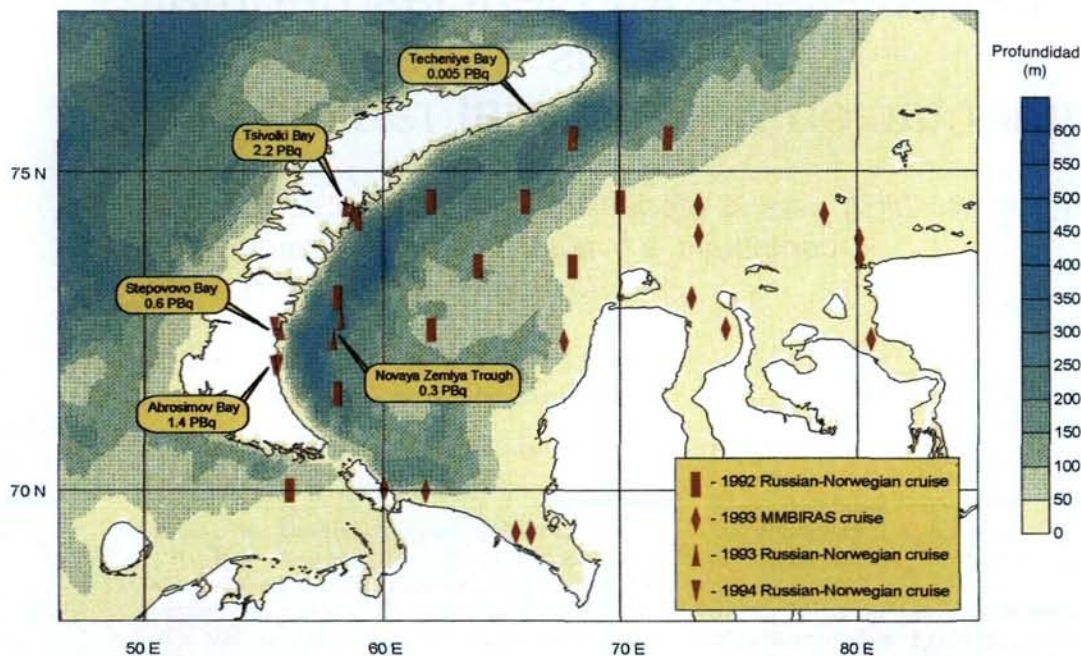 Profundidad
(m)
Techeniye Bay
0.005 PBq
Tsivolki Bay
2.2 PBq
Stepovovo Bay
0.6 PBq
Novaya Zemlya Trough
0.3 PBq
Abrosimov Bay
1.4 PBq
75 N
70 N
50 E
60 E
70 E
80 E
600
550
500
450
400
350
300
250
200
150
100
50
0
- 1992 Russian-Norwegian cruise
- 1993 MMBIRAS cruise
- 1993 Russian-Norwegian cruise
- 1994 Russian-Norwegian cruise